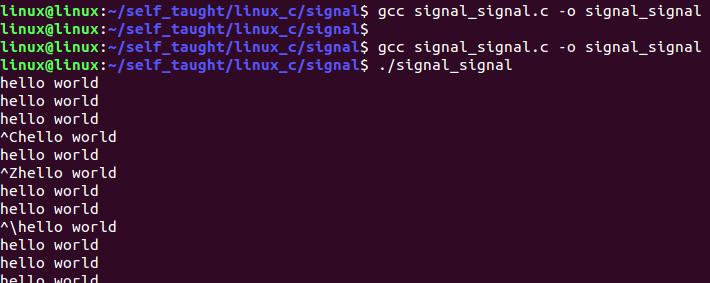 linux@linux:~/self_taught/linux_c/signal$ gcc signal_signal.c -o signal_signal
linux@linux:~/self_taught/linux_c/signal$
linux@linux:~/self_taught/linux_c/signal$ gcc signal_signal.c -o signal_signal
linux@linux:~/self_taught/linux_c/signal$ ./signal_signal
hello world
hello world
hello world
^Chello world
hello world
^Zhello world
hello world
hello world
^\hello world
hello world
hello world
hello world